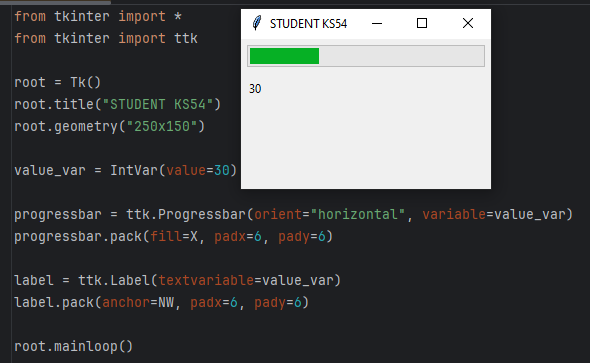 from tkinter import *
from tkinter import ttk
root = Tk()
root.title("STUDENT KS54")
root.geometry("250x150")
value_var = IntVar(value=30)
progressbar = ttk.Progressbar(orient="horizontal", variable=value_var)
progressbar.pack(fill=X, padx=6, pady=6)
label = ttk.Label(textvariable=value_var)
label.pack(anchor=NW, padx=6, pady=6)
root.mainloop()
STUDENT KS54
30